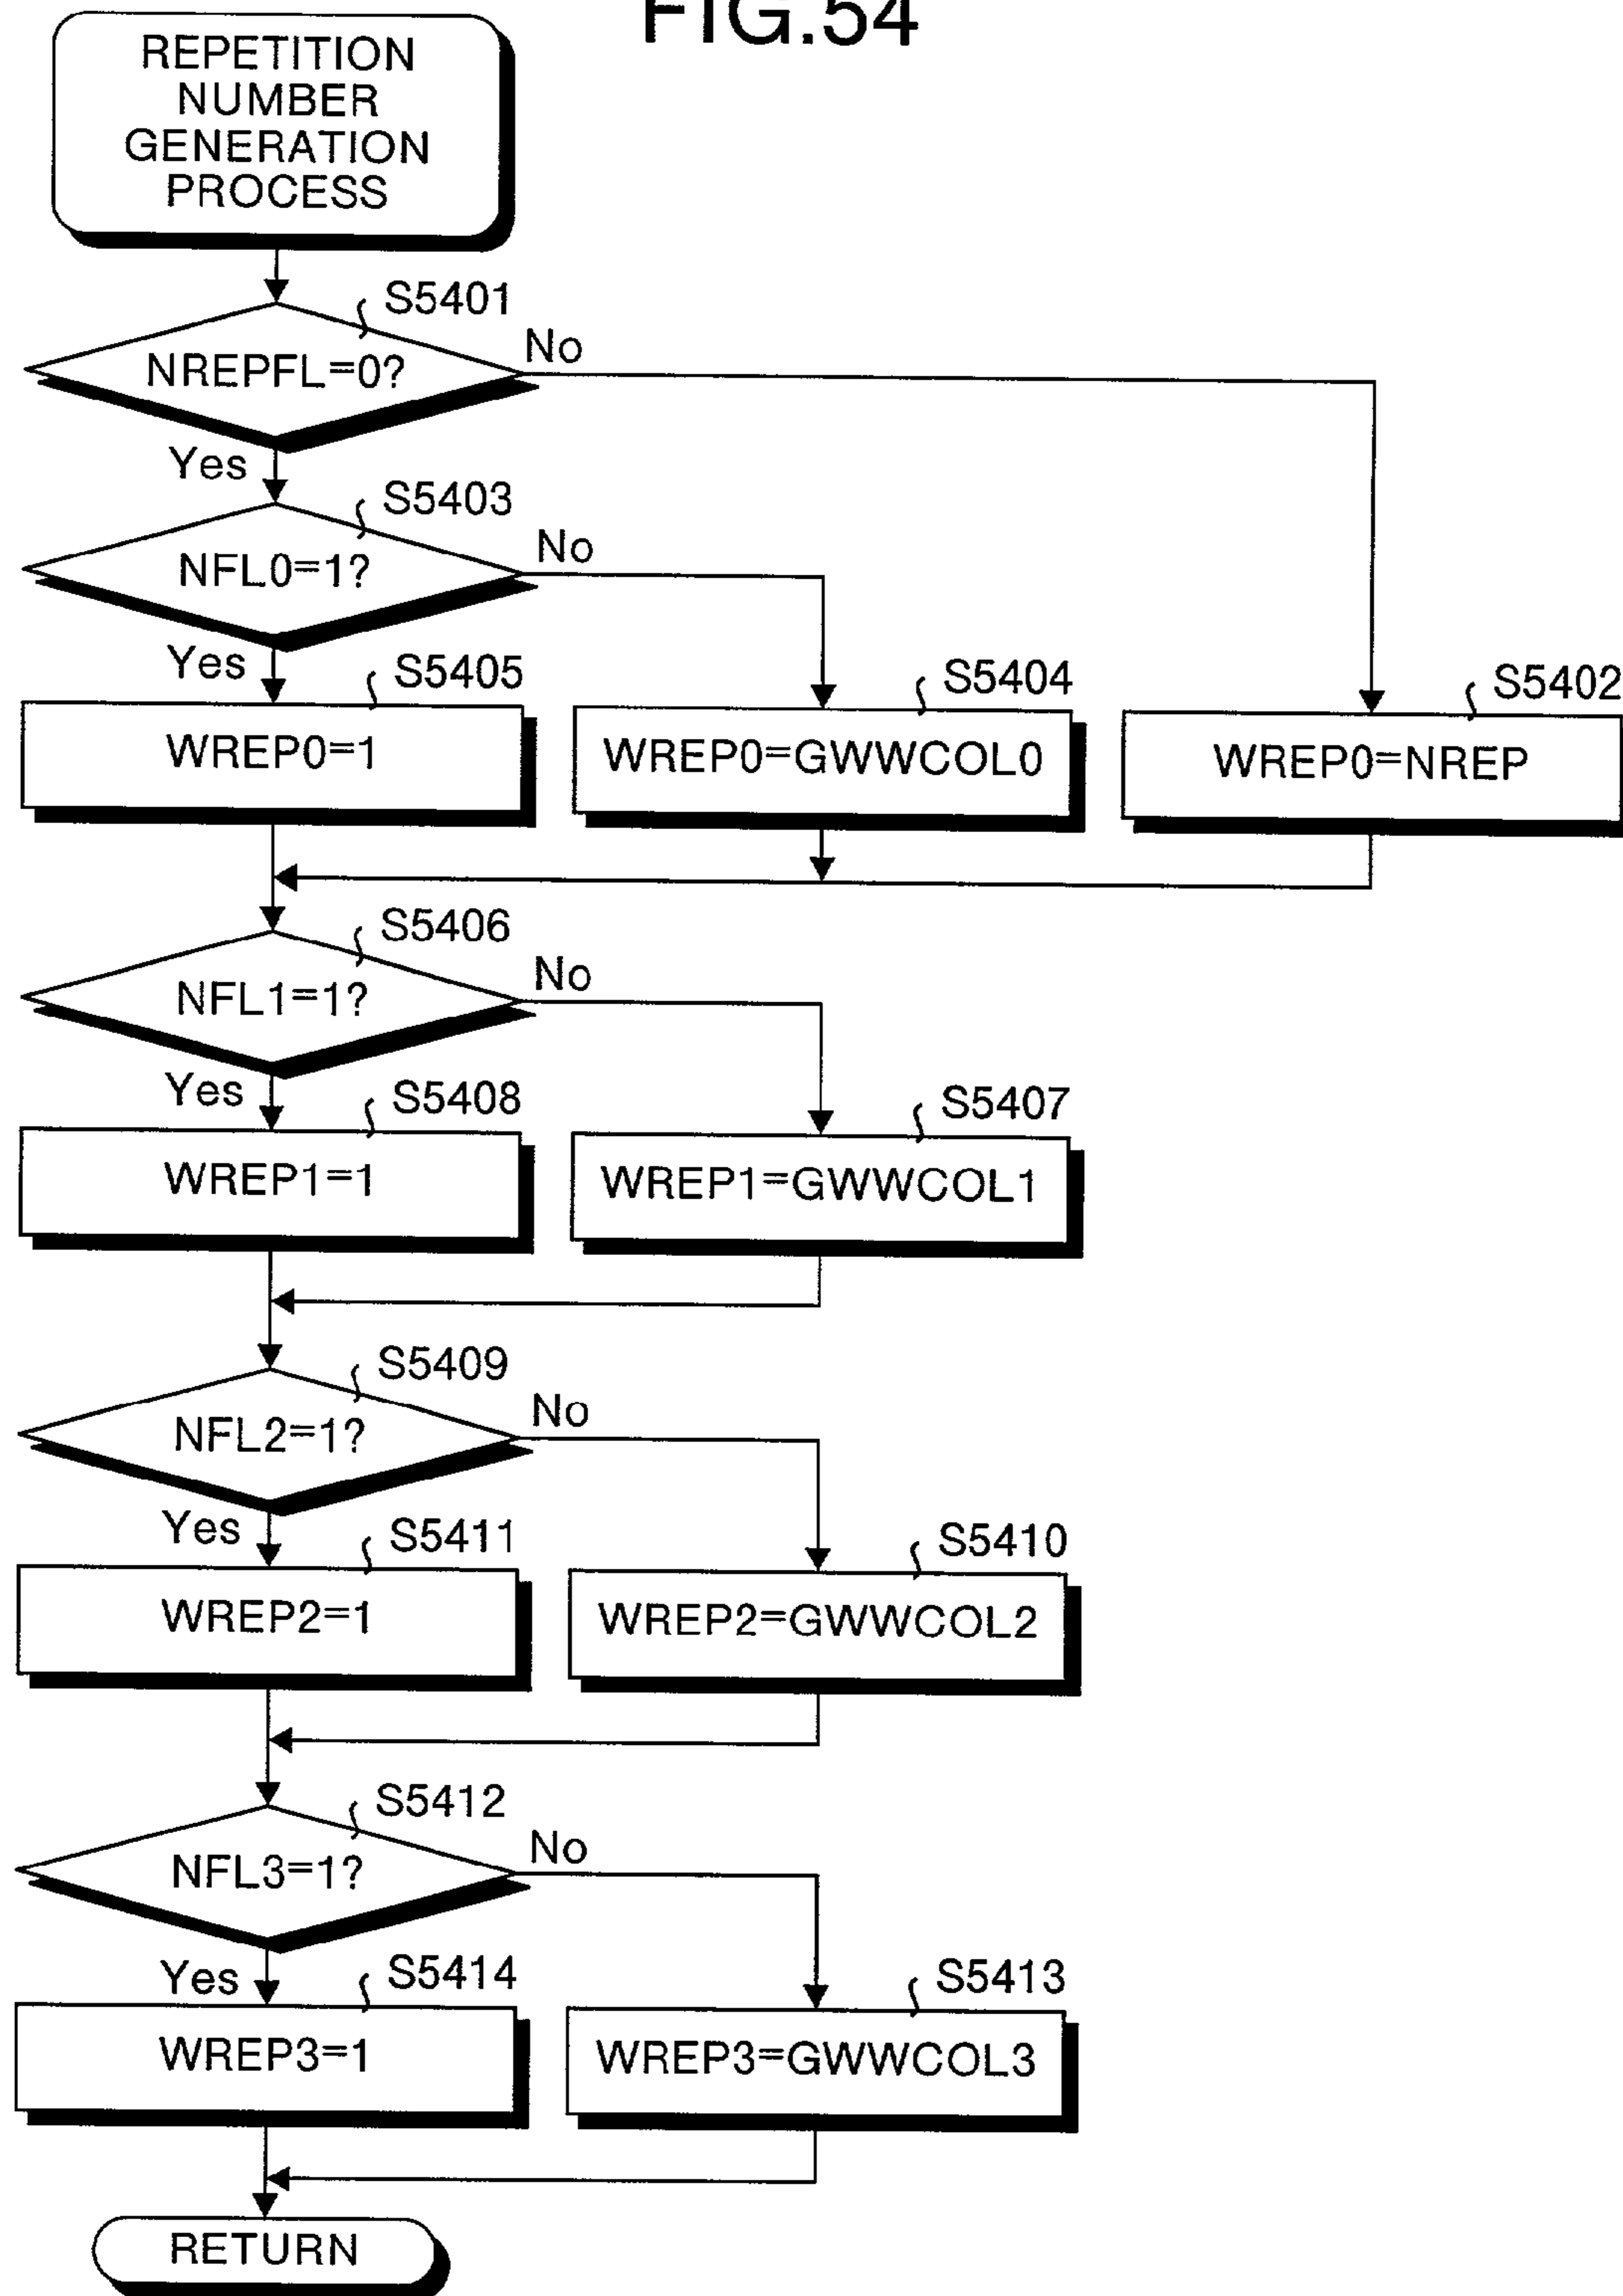 FIG.54
REPETITION
NUMBER
GENERATION
PROCESS
S5401
NREPFL=0?
No
Yes
S5403
NFL0=1?
No
Yes
S5405
S5404
S5402
WREP0=1
WREP0=GWWCOL0
WREP0=NREP
S5406
NFL1=1?
No
Yes
S5408
S5407
WREP1=1
WREP1=GWWCOL1
S5409
NFL2=1?
No
Yes
S5411
S5410
WREP2=1
WREP2=GWWCOL2
S5412
NFL3=1?
No
Yes
S5414
S5413
WREP3=1
WREP3=GWWCOL3
RETURN